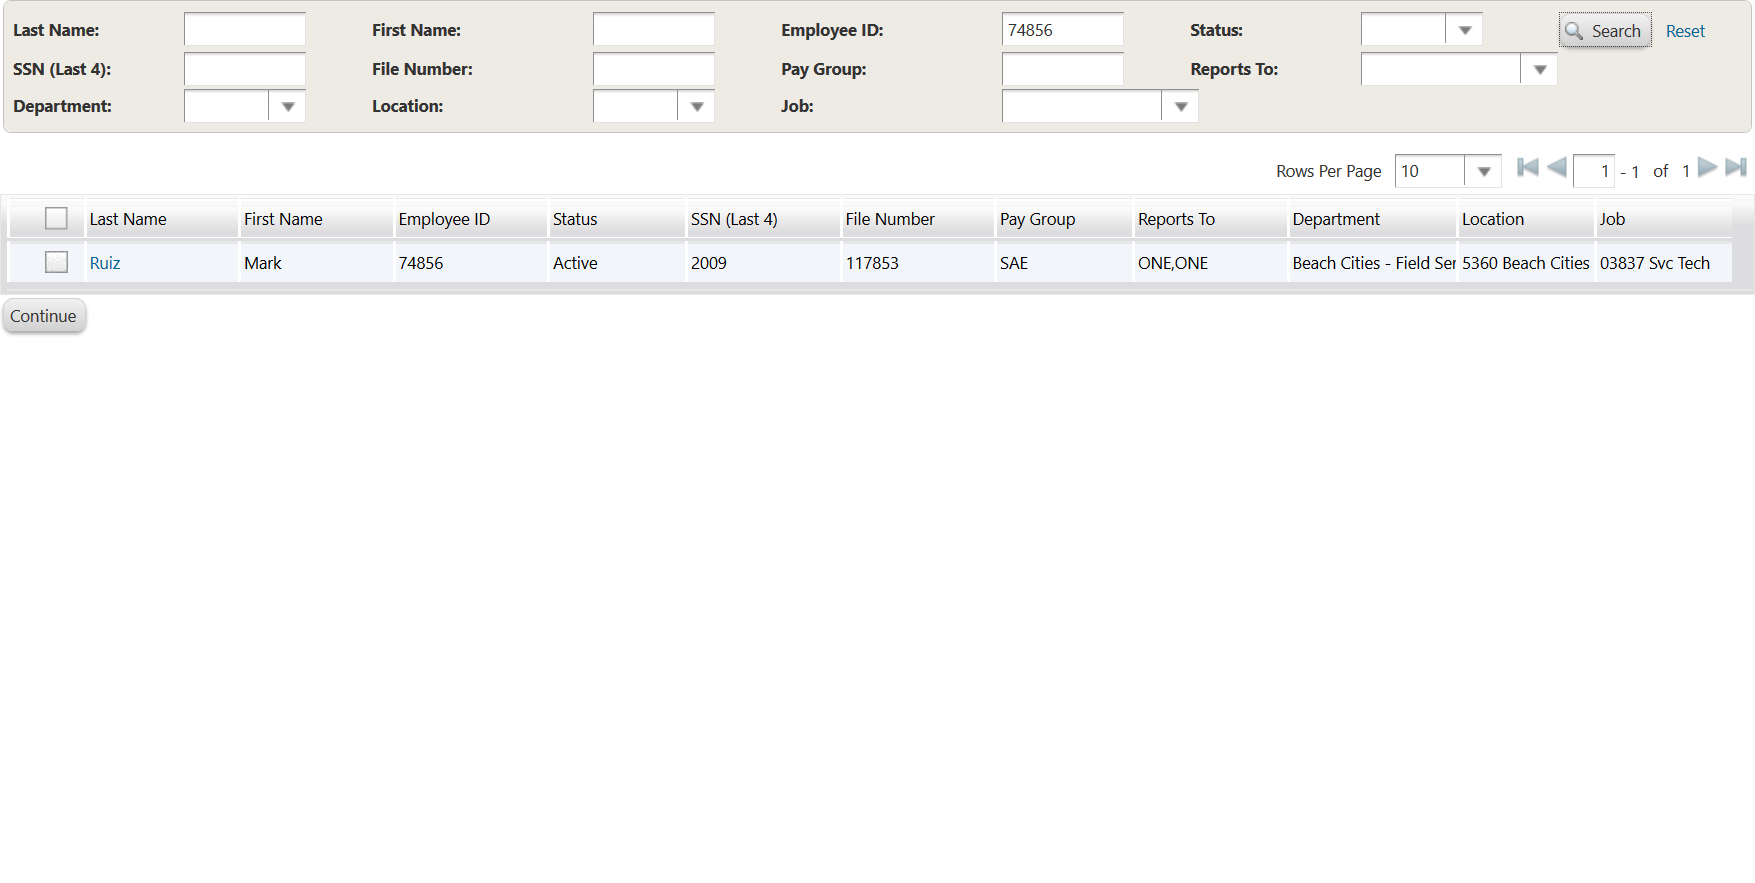 Last Name: First Name: Employee ID: 74856 Status: Search Reset
SSN (Last 4): File Number: Pay Group: Reports To:
Department: Location: Job:
Rows Per Page 10 1 - 1 of 1
Last Name First Name Employee ID Status SSN (Last 4) File Number Pay Group Reports To Department Location Job
Ruiz Mark 74856 Active 2009 117853 SAE ONE,ONE Beach Cities - Field Ser 5360 Beach Cities 03837 Svc Tech
Continue